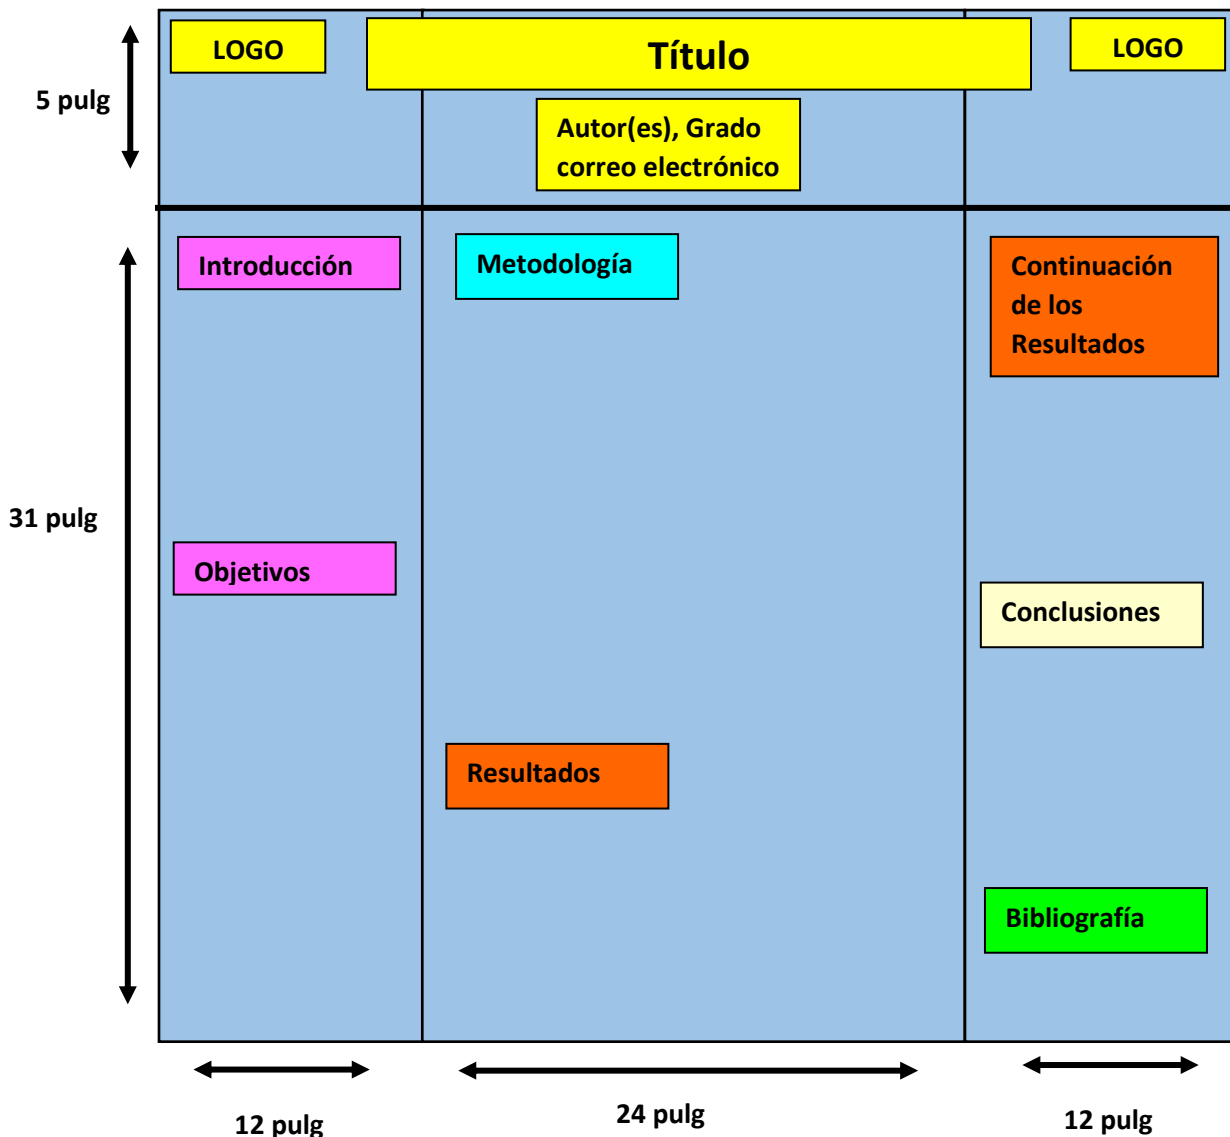 LOGO
Título
LOGO
5 pulg
Autor(es), Grado
correo electrónico
Introducción
Metodología
Continuación
de los
Resultados
31 pulg
Objetivos
Conclusiones
Resultados
Bibliografía
12 pulg
24 pulg
12 pulg